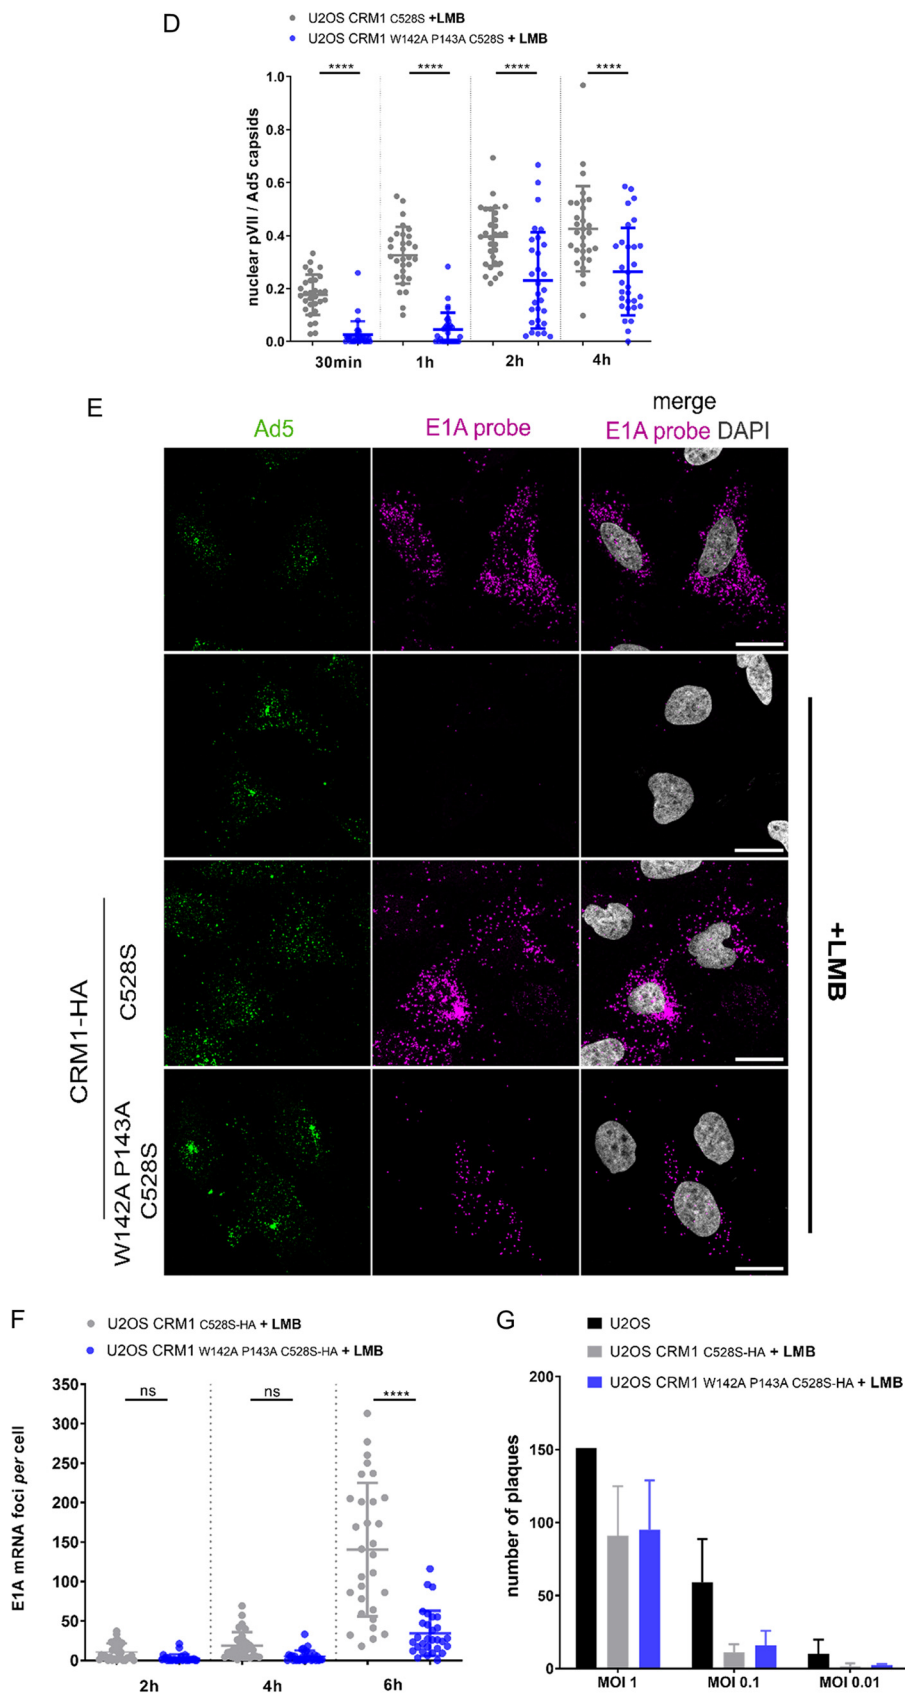 D
U2OS CRM1 C528S +LMB
U2OS CRM1 W142A P143A C528S + LMB
**** **** **** ****
nuclear pVII / Ad5 capsids
1.0
0.8
0.6
0.4
0.2
0.0
30min 1h 2h 4h
E
merge
Ad5 E1A probe E1A probe DAPI
CRM1-HA
C528S
W142A P143A
C528S
+LMB
F
U2OS CRM1 C528S-HA + LMB
U2OS CRM1 W142A P143A C528S-HA + LMB
ns ns ****
E1A mRNA foci per cell
350
300
250
200
150
100
50
0
2h 4h 6h
G
U2OS
U2OS CRM1 C528S-HA + LMB
U2OS CRM1 W142A P143A C528S-HA + LMB
number of plaques
200
150
100
50
0
MOI 1 MOI 0.1 MOI 0.01